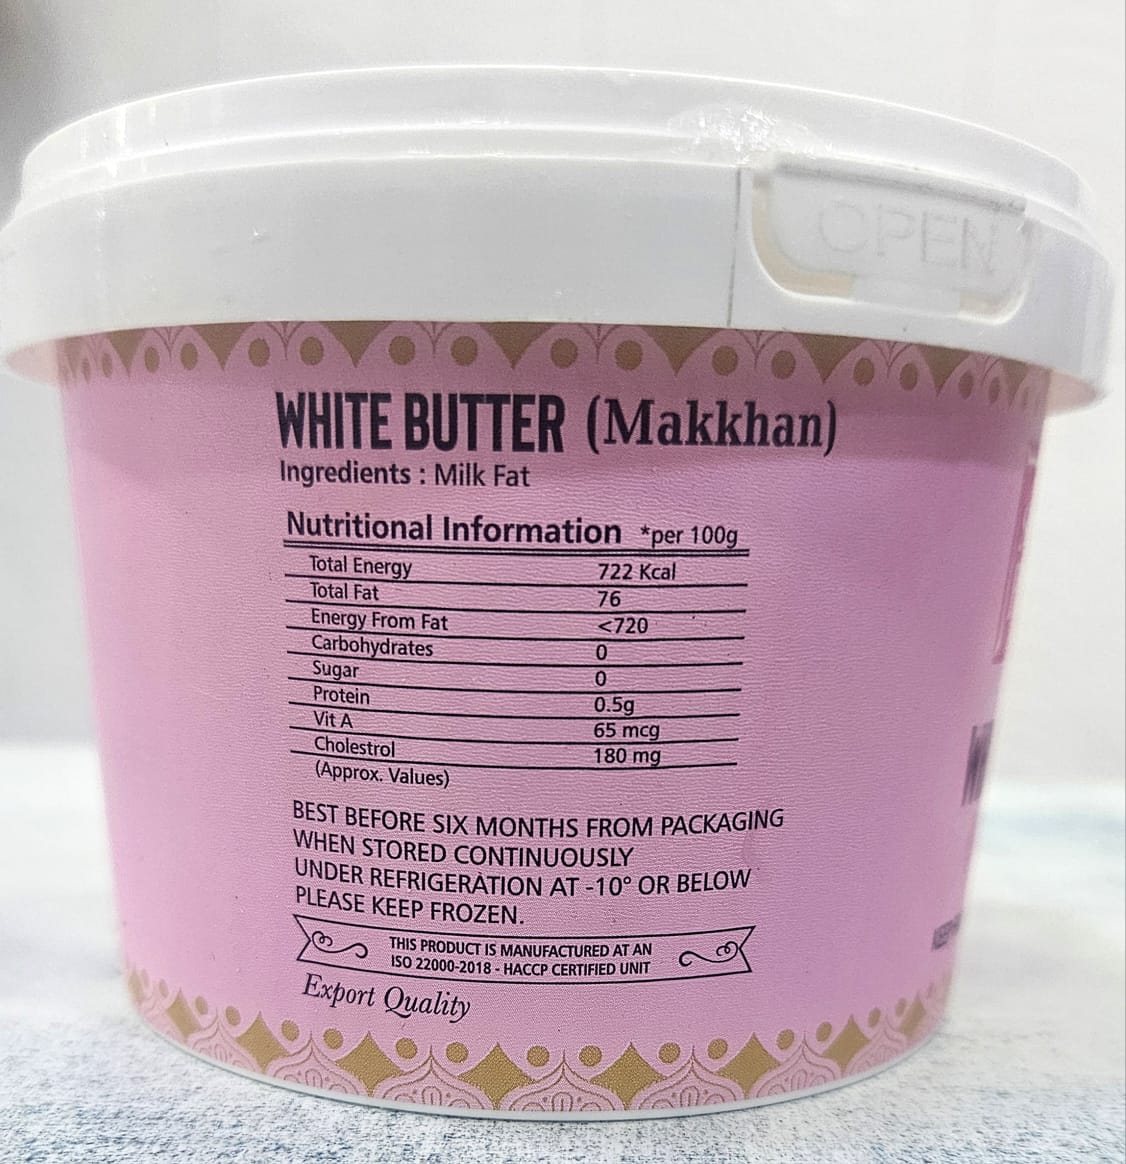 OPEN
WHITE BUTTER (Makkhan)
Ingredients : Milk Fat
Nutritional Information *per 100g
Total Energy 722 Kcal
Total Fat 76
Energy From Fat <720
Carbohydrates 0
Sugar 0
Protein 0.5g
Vit A 65 mcg
Cholestrol 180 mg
(Approx. Values)
BEST BEFORE SIX MONTHS FROM PACKAGING
WHEN STORED CONTINUOUSLY
UNDER REFRIGERATION AT -10° OR BELOW
PLEASE KEEP FROZEN.
THIS PRODUCT IS MANUFACTURED AT AN
ISO 22000-2018 - HACCP CERTIFIED UNIT
Export Quality